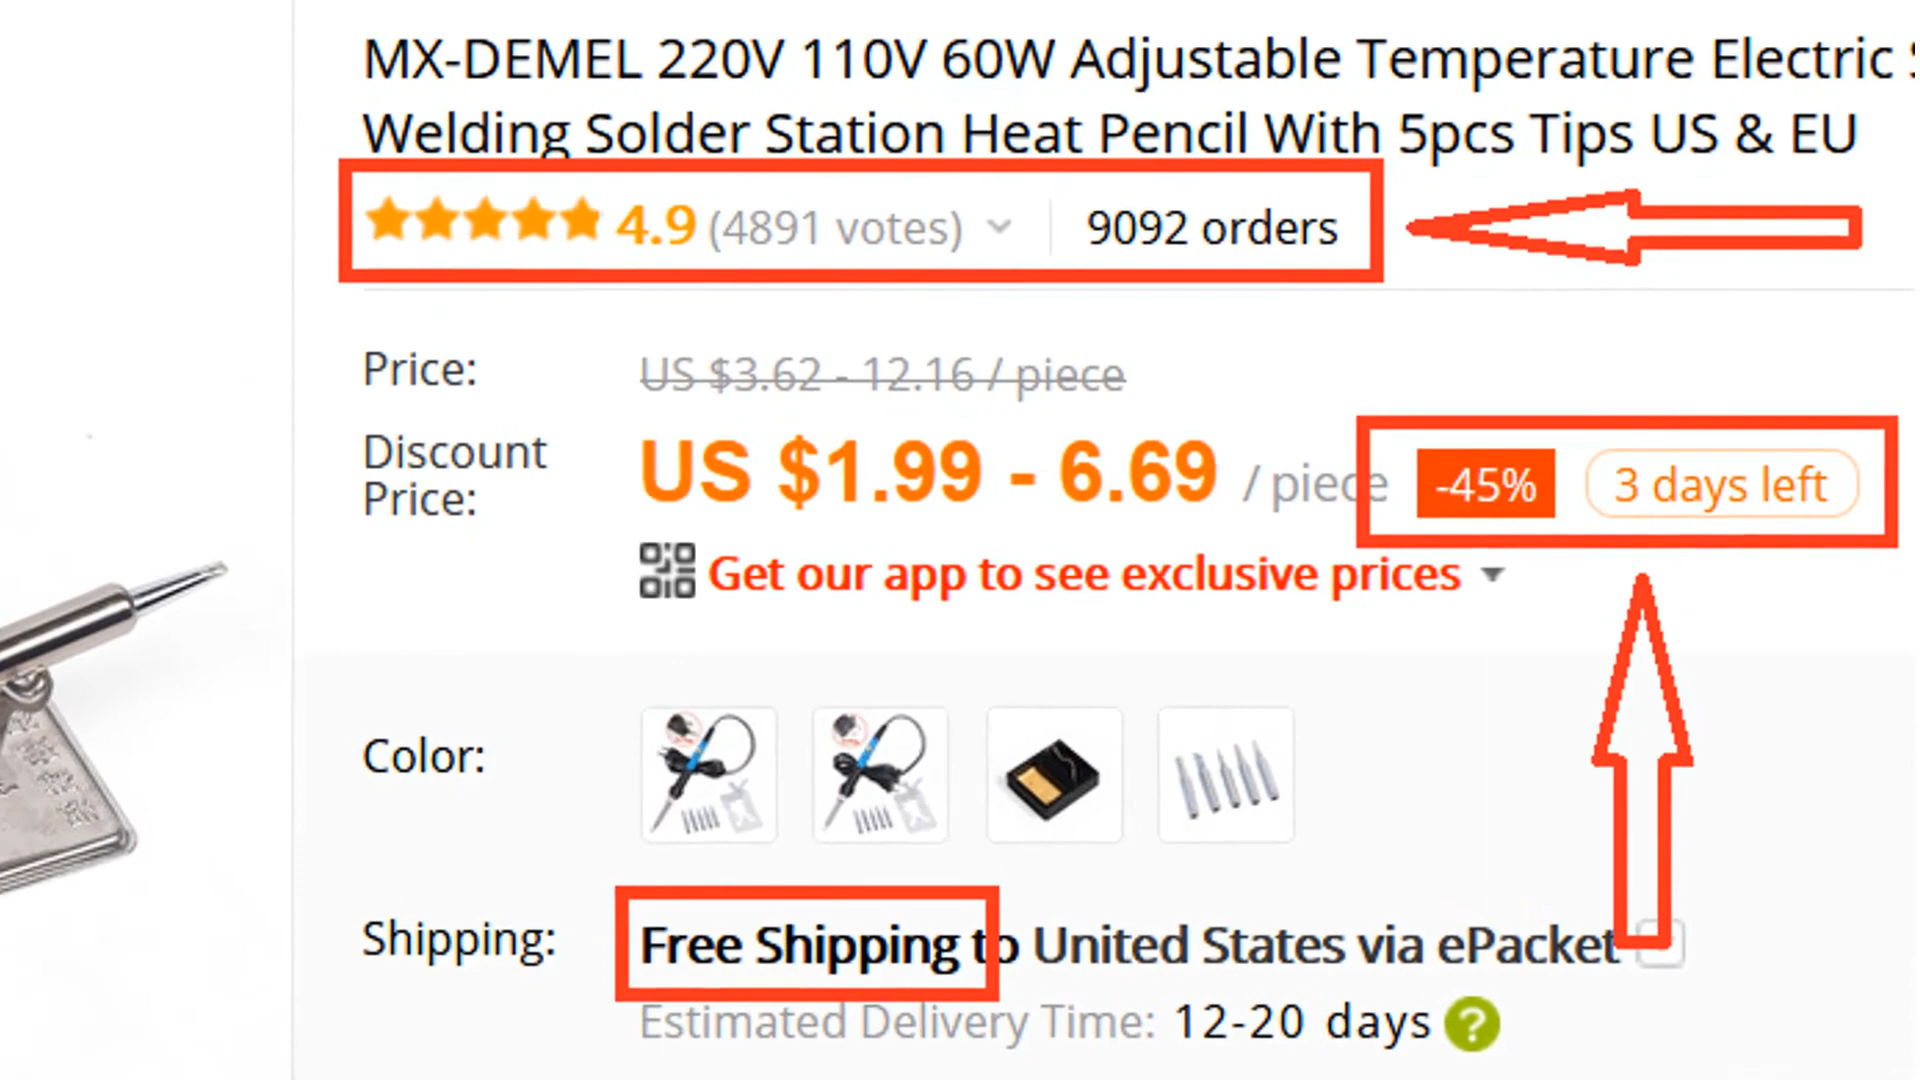 MX-DEMEL 220V 110V 60W Adjustable Temperature Electric
Welding Solder Station Heat Pencil With 5pcs Tips US & EU
4.9 (4891 votes) 9092 orders
Price: US $3.62 - 12.16 / piece
Discount Price: US $1.99 - 6.69 / piece -45% 3 days left
Get our app to see exclusive prices
Color:
Shipping: Free Shipping to United States via ePacket
Estimated Delivery Time: 12-20 days ?